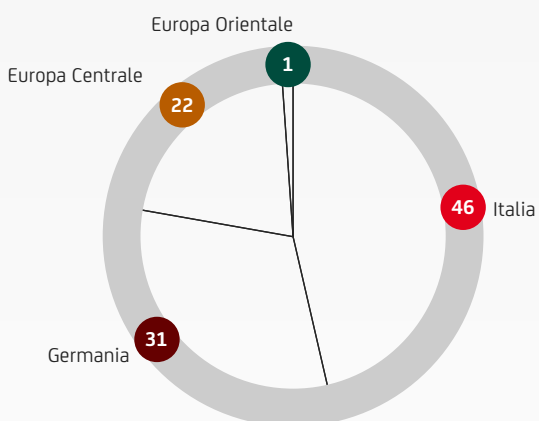 Europa Orientale
1
Europa Centrale
22
46
Italia
31
Germania